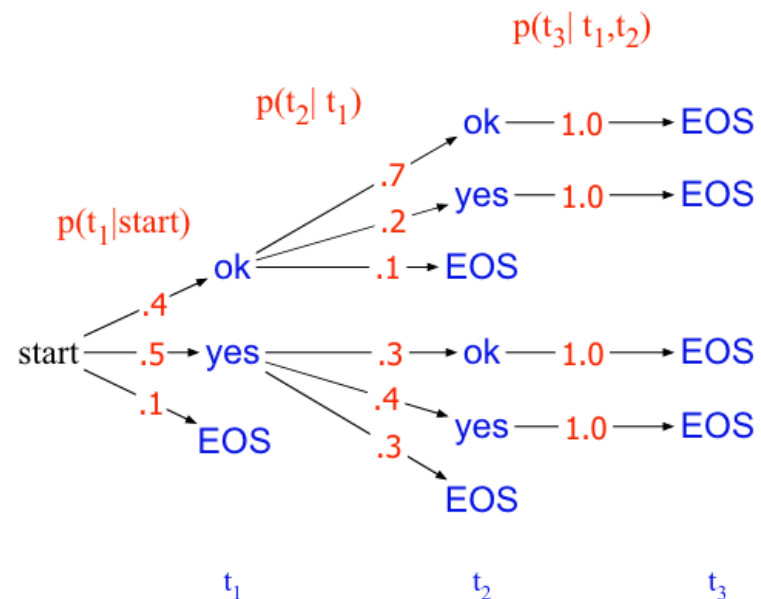 p(t₃| t₁,t₂)
p(t₂| t₁)
ok 1.0 EOS
.7
yes 1.0 EOS
.2
p(t₁|start)
ok .1 EOS
.4
start .5 yes .3 ok 1.0 EOS
.1 .4
yes 1.0 EOS
EOS .3
EOS
t₁ t₂ t₃